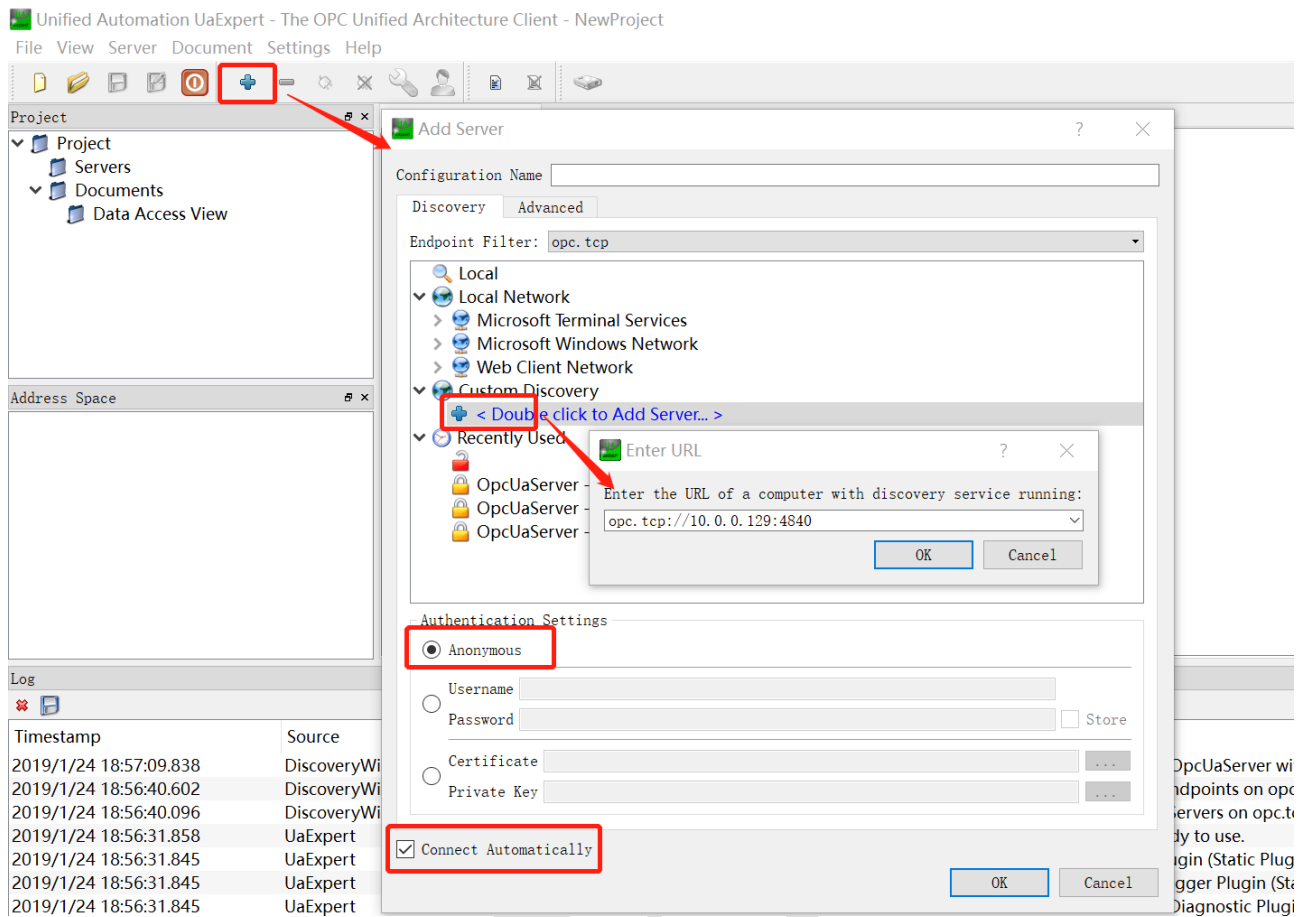 Unified Automation UaExpert - The OPC Unified Architecture Client - NewProject
File View Server Document Settings Help
Project
Project
Servers
Documents
Data Access View
Address Space
Add Server
?
Configuration Name
Discovery Advanced
Endpoint Filter: opc.tcp
Local
Local Network
Microsoft Terminal Services
Microsoft Windows Network
Web Client Network
Custom Discovery
< Double click to Add Server... >
Recently Used
OpcUaServer -
OpcUaServer -
OpcUaServer -
Enter URL
?
Enter the URL of a computer with discovery service running:
opc.tcp://10.0.0.129:4840
OK Cancel
Authentication Settings
Anonymous
Username
Password Store
Certificate ...
Private Key ...
Connect Automatically
OK Cancel
Log
Timestamp Source
2019/1/24 18:57:09.838 DiscoveryWi OpcUaServer wi
2019/1/24 18:56:40.602 DiscoveryWi ndpoints on opc
2019/1/24 18:56:40.096 DiscoveryWi ervers on opc.t
2019/1/24 18:56:31.858 UaExpert dy to use.
2019/1/24 18:56:31.845 UaExpert ugin (Static Plug
2019/1/24 18:56:31.845 UaExpert gger Plugin (Sta
2019/1/24 18:56:31.845 UaExpert Diagnostic Plugi